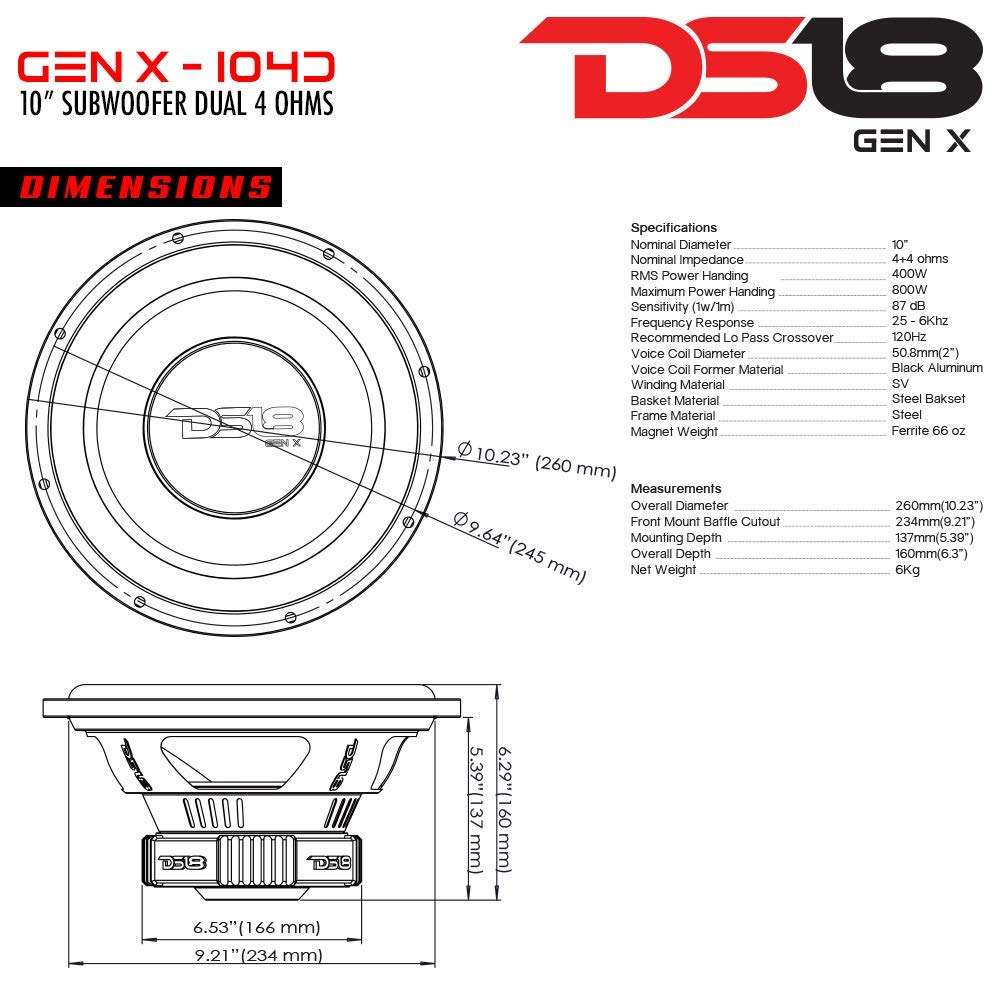 GEN X - 104D
10” SUBWOOFER DUAL 4 OHMS
DS18
GEN X
DIMENSIONS
Specifications
Nominal Diameter 10”
Nominal Impedance 4+4 ohms
RMS Power Handing 400W
Maximum Power Handing 800W
Sensitivity (1w/1m) 87 dB
Frequency Response 25 - 6Khz
Recommended Lo Pass Crossover 120Hz
Voice Coil Diameter 50.8mm(2”)
Voice Coil Former Material Black Aluminum
Winding Material SV
Basket Material Steel Bakset
Frame Material Steel
Magnet Weight Ferrite 66 oz
Measurements
Overall Diameter 260mm(10.23”)
Front Mount Baffle Cutout 234mm(9.21”)
Mounting Depth 137mm(5.39”)
Overall Depth 160mm(6.3”)
Net Weight 6Kg
DS18
GEN X
Ø 10.23” (260 mm)
Ø9.64”(245 mm)
DS18
DS18
5.39”(137 mm)
6.29”(160 mm)
DS18
DS18
6.53”(166 mm)
9.21”(234 mm)